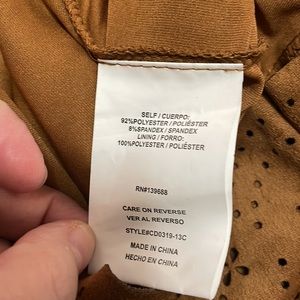 SELF / CUERPO:
92%POLYESTER / POLIÉSTER
8%SPANDEX / SPANDEX
LINING / FORRO:
100%POLYESTER / POLIÉSTER
RN#139688
CARE ON REVERSE
VER AL REVERSO
STYLE#CD0319-13C
MADE IN CHINA
HECHO EN CHINA